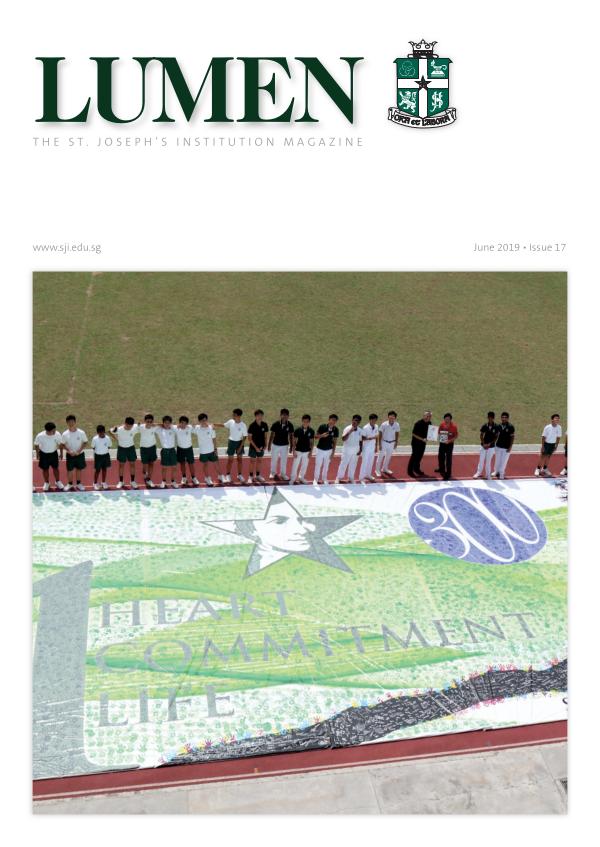 LUMEN
ORA et LABORA
THE ST. JOSEPH'S INSTITUTION MAGAZINE
www.sji.edu.sg
June 2019 • Issue 17
300
1
HEART
COMMITMENT
LIFE